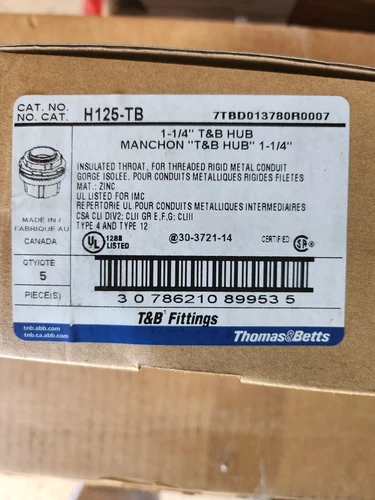 CAT. NO. H125-TB 7TBD013780R0007
NO. CAT.
1-1/4" T&B HUB
MANCHON "T&B HUB" 1-1/4"
INSULATED THROAT, FOR THREADED RIGID METAL CONDUIT
GORGE ISOLEE, POUR CONDUITS METALLIQUES RIGIDES FILETES
MAT.: ZINC
UL LISTED FOR IMC
REPERTORIE UL POUR CONDUITS METALLIQUES INTERMEDIAIRES
CSA CLI DIV2; CLII GR E,F,G; CLIII
TYPE 4 AND TYPE 12
MADE IN /
FABRIQUE AU
CANADA
QTY/QTE
5
PIECE(S)
UL 12BB LISTED @30-3721-14 CERTIFIED SA
3 0 786210 89953 5
tnb.abb.com
tnb.ca.abb.com
T&B Fittings
Thomas&Betts